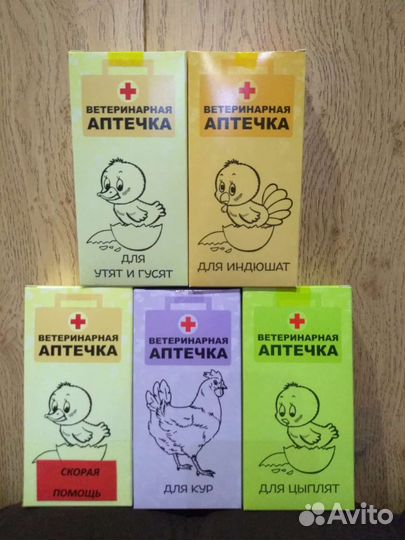 ВЕТЕРИНАРНАЯ
АПТЕЧКА
ДЛЯ
УТЯТ И ГУСЯТ
ВЕТЕРИНАРНАЯ
АПТЕЧКА
ДЛЯ ИНДЮШАТ
ВЕТЕРИНАРНАЯ
АПТЕЧКА
СКОРАЯ
ПОМОЩЬ
ВЕТЕРИНАРНАЯ
АПТЕЧКА
ДЛЯ КУР
ВЕТЕРИНАРНАЯ
АПТЕЧКА
ДЛЯ ЦЫПЛЯТ
Avito